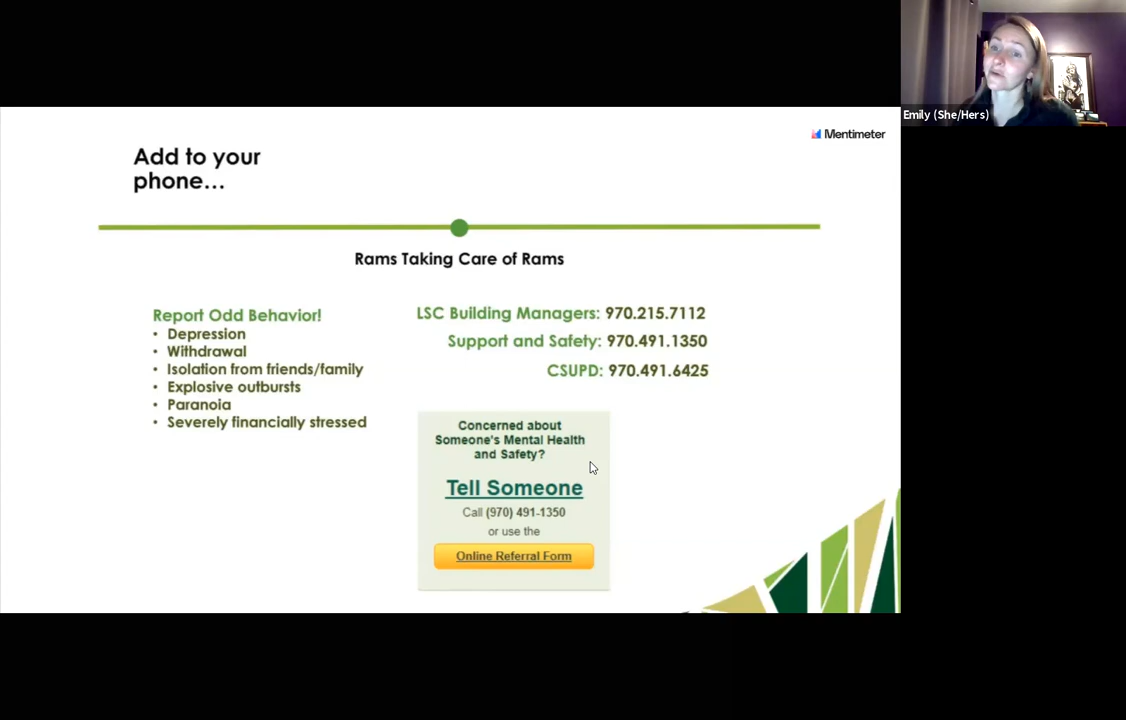 Emily (She/Hers)
Mentimeter
Add to your
phone...
Rams Taking Care of Rams
Report Odd Behavior!
• Depression
• Withdrawal
• Isolation from friends/family
• Explosive outbursts
• Paranoia
• Severely financially stressed
LSC Building Managers: 970.215.7112
Support and Safety: 970.491.1350
CSUPD: 970.491.6425
Concerned about
Someone's Mental Health
and Safety?
Tell Someone
Call (970) 491-1350
or use the
Online Referral Form